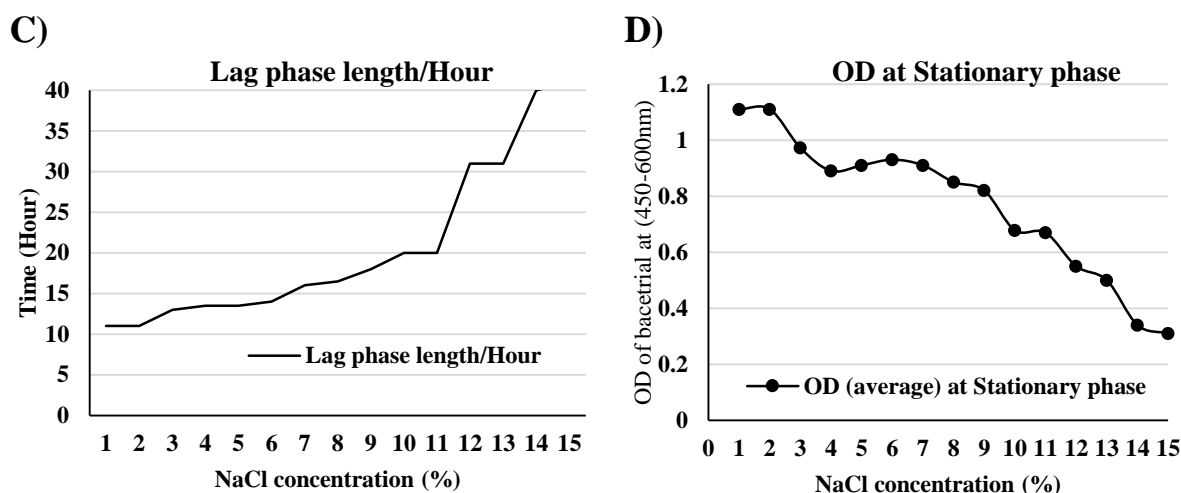 C)
Lag phase length/Hour
40
35
30
25
20
15
10
5
0
Time (Hour)
Lag phase length/Hour
1 2 3 4 5 6 7 8 9 10 11 12 13 14 15
NaCl concentration (%)
D)
OD at Stationary phase
1.2
1
0.8
0.6
0.4
0.2
0
OD of bacetrial at (450-600nm)
OD (average) at Stationary phase
0 1 2 3 4 5 6 7 8 9 10 11 12 13 14 15
NaCl concentration (%)